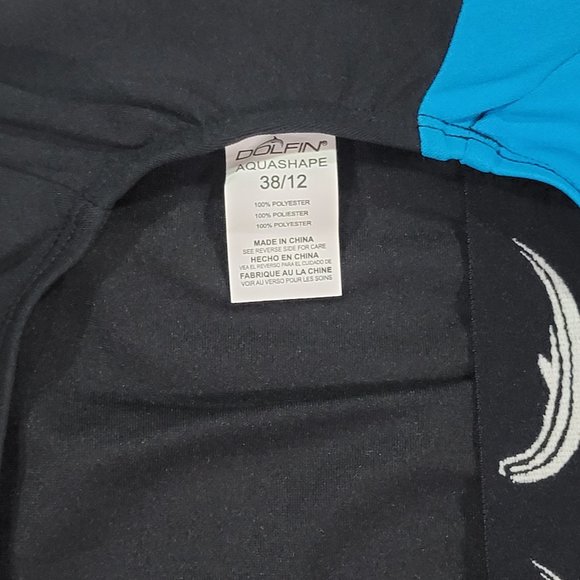 DOLFIN®
AQUASHAPE
38/12
100% POLYESTER
100% POLIESTER
100% POLYESTER
MADE IN CHINA
SEE REVERSE SIDE FOR CARE
HECHO EN CHINA
VEA EL REVERSO PARA EL CUIDADO DE
FABRIQUE AU LA CHINE
VOIR AU VERSO POUR LES SOINS